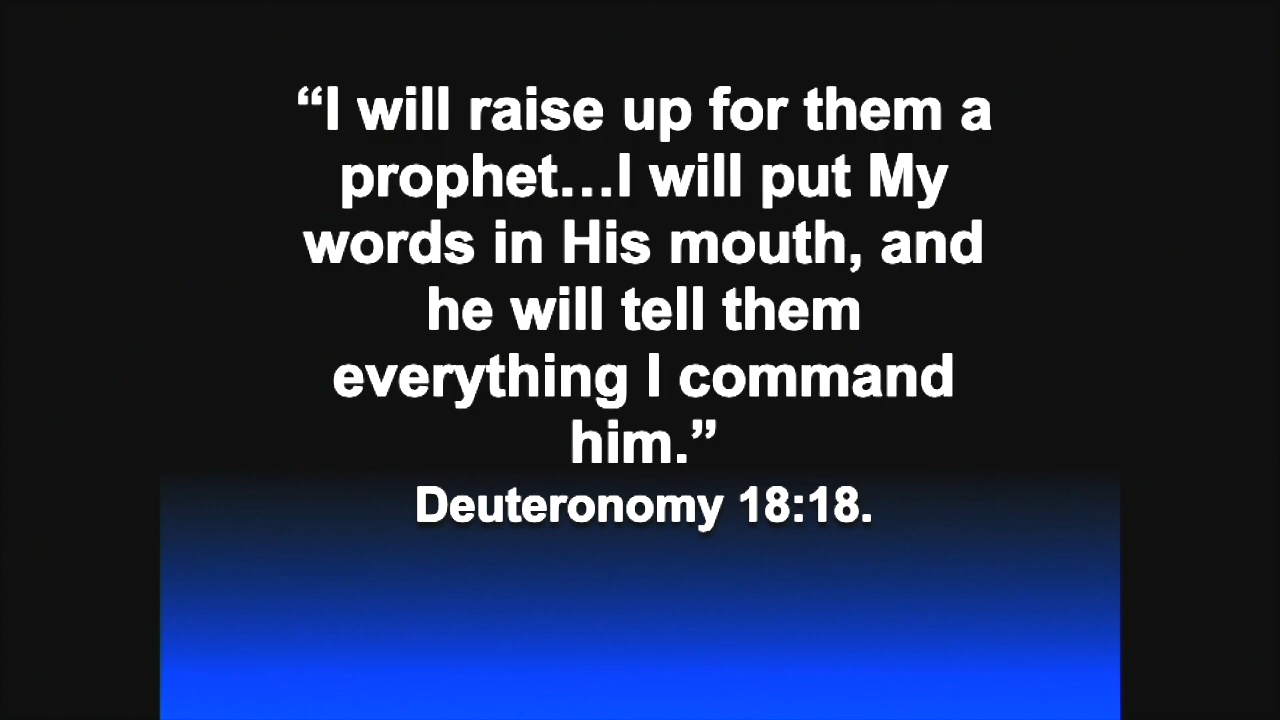 “I will raise up for them a
prophet…I will put My
words in His mouth, and
he will tell them
everything I command
him.”
Deuteronomy 18:18.